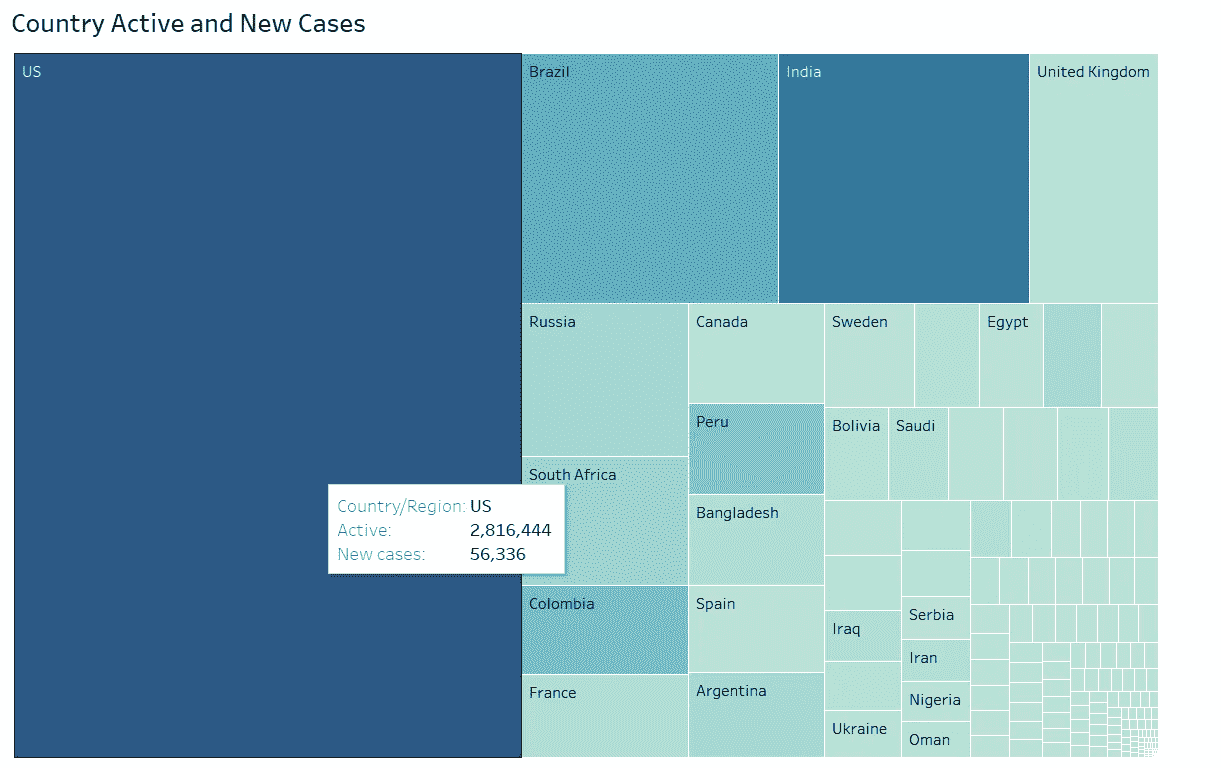 Country Active and New Cases
US
Brazil
India
United Kingdom
Russia
Canada
Sweden
Egypt
Peru
Bolivia
Saudi
South Africa
Country/Region: US
Active: 2,816,444
New cases: 56,336
Bangladesh
Colombia
Spain
Serbia
Iraq
Iran
France
Argentina
Nigeria
Ukraine
Oman